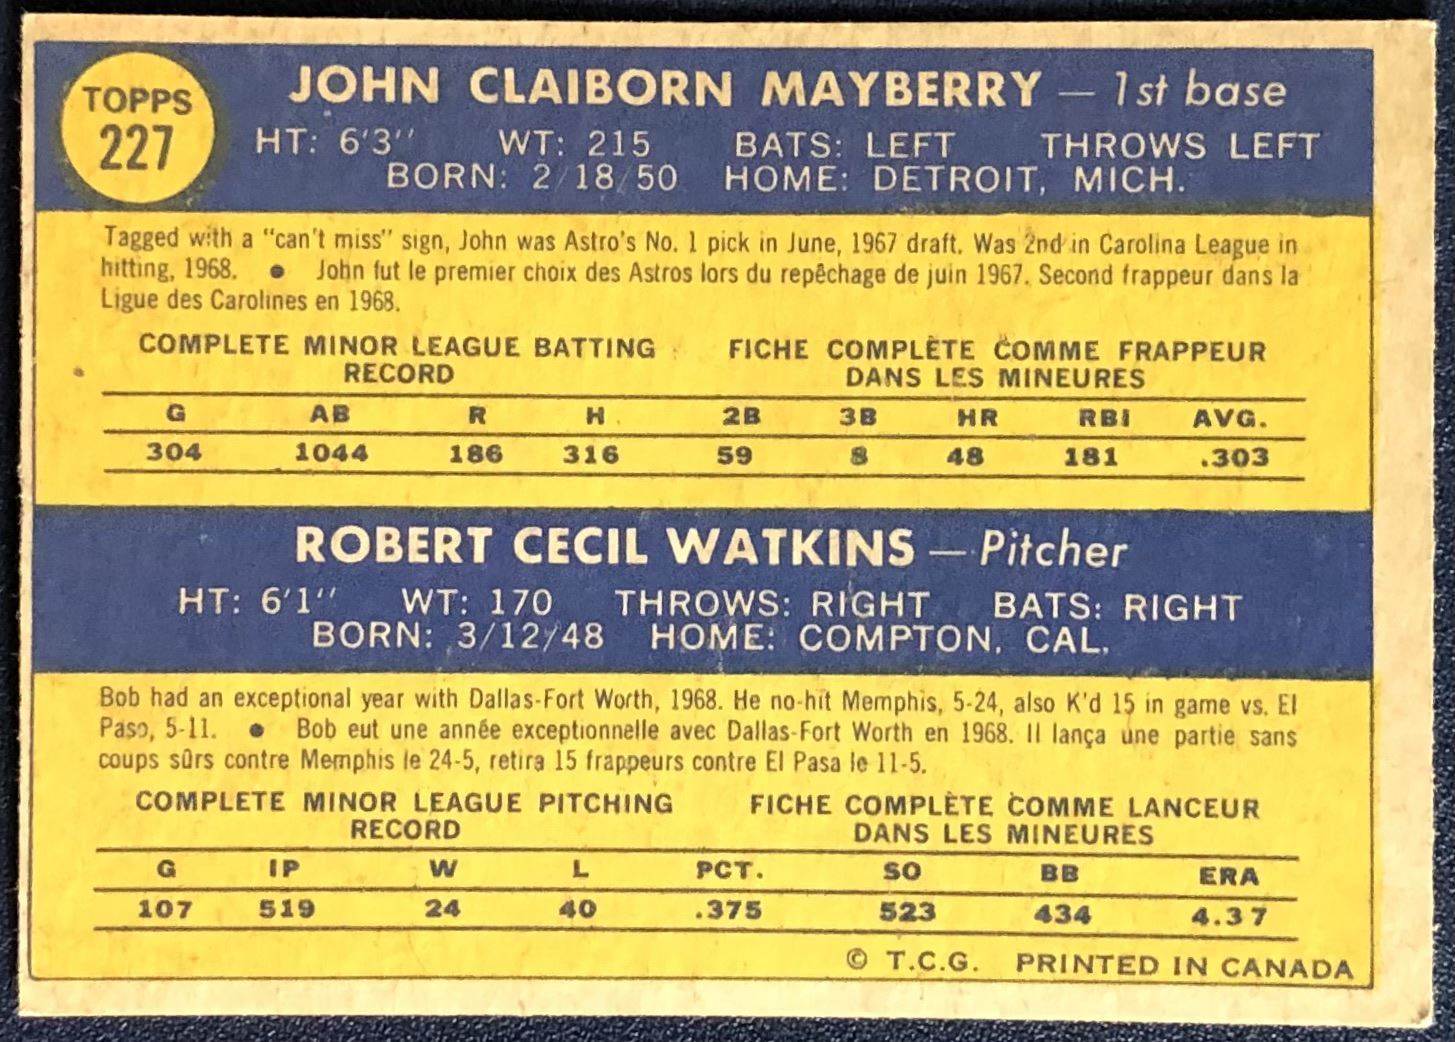 TOPPS
227
JOHN CLAIBORN MAYBERRY — 1st base
HT: 6'3" WT: 215 BATS: LEFT THROWS LEFT
BORN: 2/18/50 HOME: DETROIT, MICH.
Tagged with a "can't miss" sign, John was Astro's No. 1 pick in June, 1967 draft. Was 2nd in Carolina League in
hitting, 1968. ● John fut le premier choix des Astros lors du repêchage de juin 1967. Second frappeur dans la
Ligue des Carolines en 1968.
COMPLETE MINOR LEAGUE BATTING FICHE COMPLÈTE COMME FRAPPEUR
RECORD DANS LES MINEURES
G AB R H 2B 3B HR RBI AVG.
304 1044 186 316 59 8 48 181 .303
ROBERT CECIL WATKINS — Pitcher
HT: 6'1" WT: 170 THROWS: RIGHT BATS: RIGHT
BORN: 3/12/48 HOME: COMPTON, CAL.
Bob had an exceptional year with Dallas-Fort Worth, 1968. He no-hit Memphis, 5-24, also K'd 15 in game vs. El
Paso, 5-11. ● Bob eut une année exceptionnelle avec Dallas-Fort Worth en 1968. Il lança une partie sans
coups sûrs contre Memphis le 24-5, retira 15 frappeurs contre El Pasa le 11-5.
COMPLETE MINOR LEAGUE PITCHING FICHE COMPLÈTE COMME LANCEUR
RECORD DANS LES MINEURES
G IP W L PCT. SO BB ERA
107 519 24 40 .375 523 434 4.37
© T.C.G. PRINTED IN CANADA